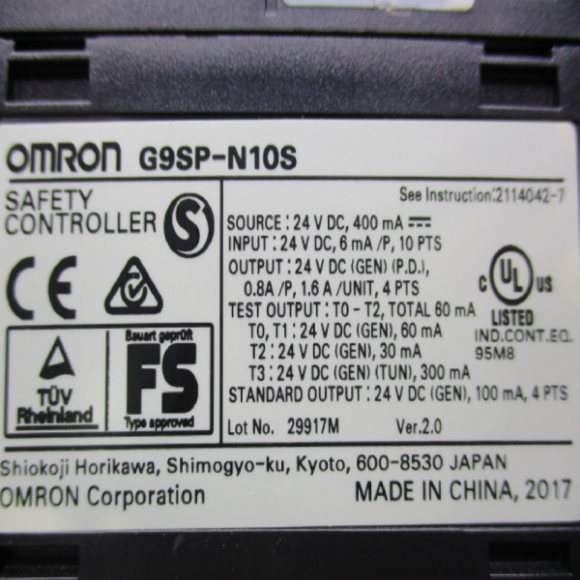 OMRON G9SP-N10S
See Instruction:2114042-7
SAFETY
CONTROLLER
S
SOURCE : 24 V DC, 400 mA
INPUT : 24 V DC, 6 mA /P, 10 PTS
OUTPUT : 24 V DC (GEN) (P.D.),
0.8A /P, 1.6 A /UNIT, 4 PTS
TEST OUTPUT : T0 - T2, TOTAL 60 mA
T0, T1 : 24 V DC (GEN), 60 mA
T2 : 24 V DC (GEN), 30 mA
T3 : 24 V DC (GEN) (TUN), 300 mA
STANDARD OUTPUT : 24 V DC (GEN), 100 mA, 4 PTS
Lot No. 29917M Ver.2.0
C UL US
LISTED
IND.CONT.EQ.
95M8
CE
TÜV
Rheinland
Bauart geprüft
FS
Type approved
Shiokoji Horikawa, Shimogyo-ku, Kyoto, 600-8530 JAPAN
OMRON Corporation MADE IN CHINA, 2017